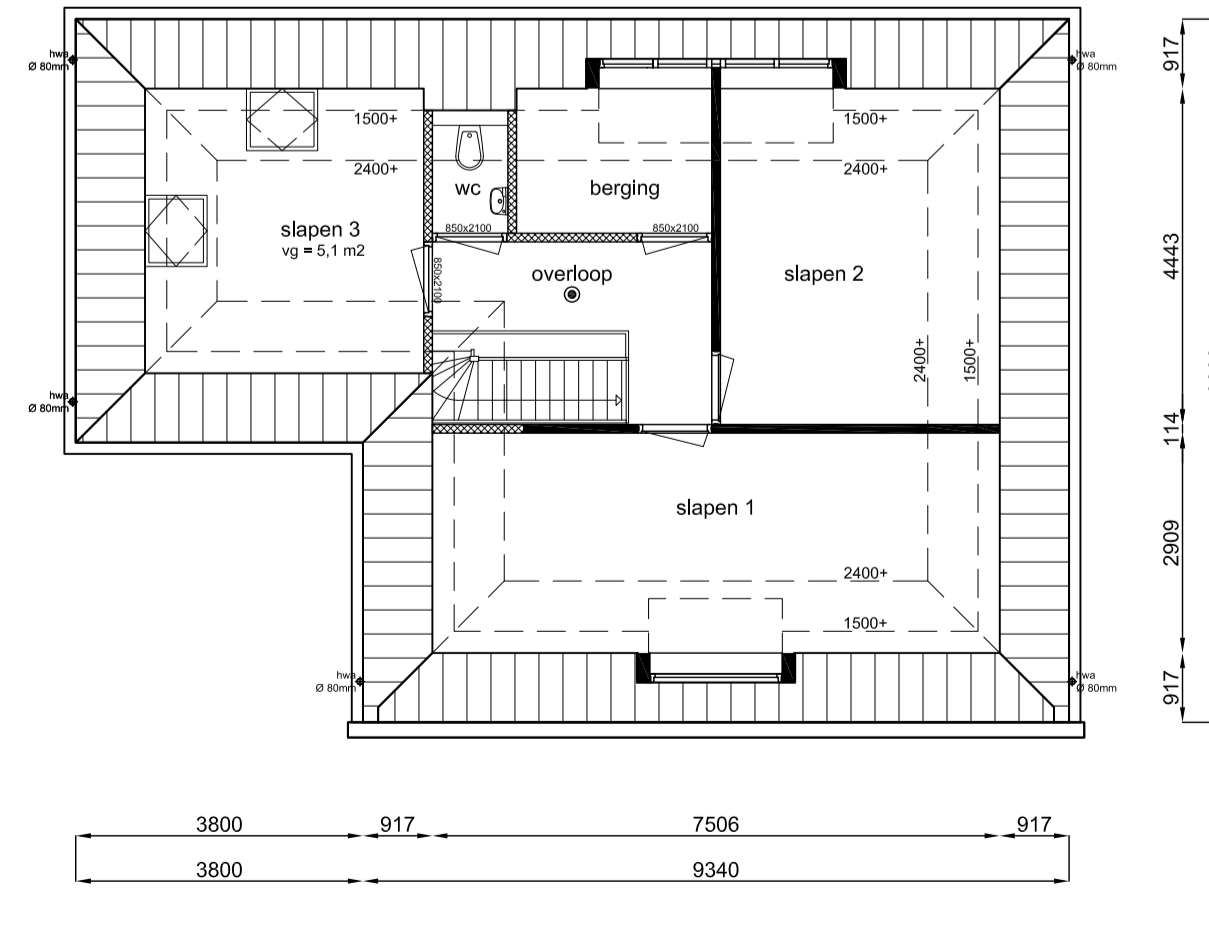 hwa
Ø 80mm
hwa
Ø 80mm
917
1500+
1500+
2400+
2400+
wc
berging
850x2100
850x2100
slapen 3
vg = 5,1 m2
overloop
slapen 2
850x2100
4443
2400+
1500+
hwa
Ø 80mm
114
slapen 1
2909
2400+
1500+
hwa
Ø 80mm
hwa
Ø 80mm
917
3800
917
7506
917
3800
9340